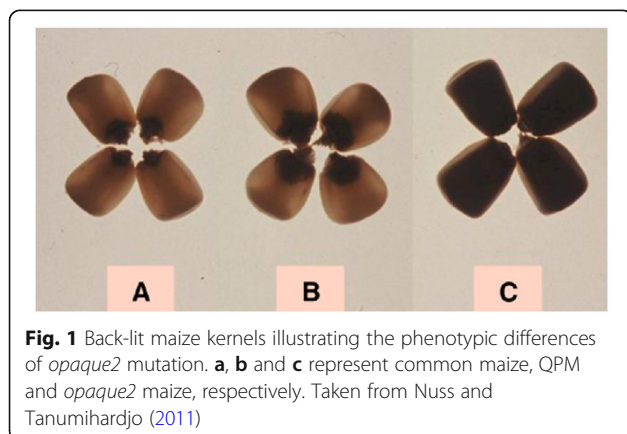 A B C
Fig. 1 Back-lit maize kernels illustrating the phenotypic differences
of opaque2 mutation. a, b and c represent common maize, QPM
and opaque2 maize, respectively. Taken from Nuss and
Tanumihardjo (2011)